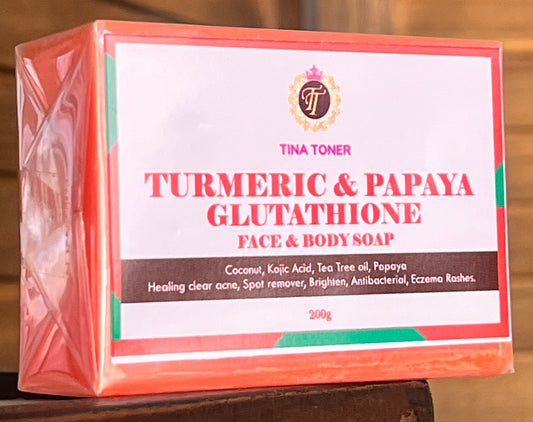 TT
TINA TONER
TURMERIC & PAPAYA
GLUTATHIONE
FACE & BODY SOAP
Coconut, Kojic Acid, Tea Tree oil, Papaya
Healing clear acne, Spot remover, Brighten, Antibacterial, Eczema Rashes.
200g